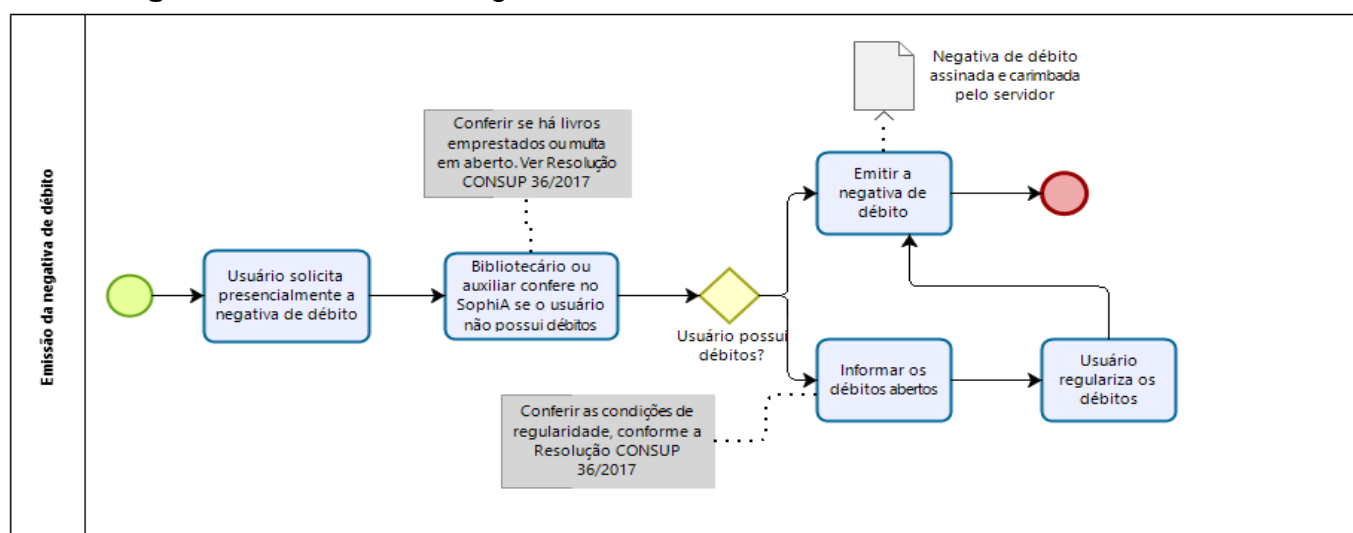 Emissão da negativa de débito
Usuário solicita
presencialmente a
negativa de débito
Conferir se há livros
emprestados ou multa
em aberto. Ver Resolução
CONSUP 36/2017
Bibliotecário ou
auxiliar confere no
SophiA se o usuário
não possui débitos
Usuário possui
débitos?
Negativa de débito
assinada e carimbada
pelo servidor
Emitir a
negativa de
débito
Informar os
débitos abertos
Conferir as condições de
regularidade, conforme a
Resolução CONSUP
36/2017
Usuário
regulariza os
débitos